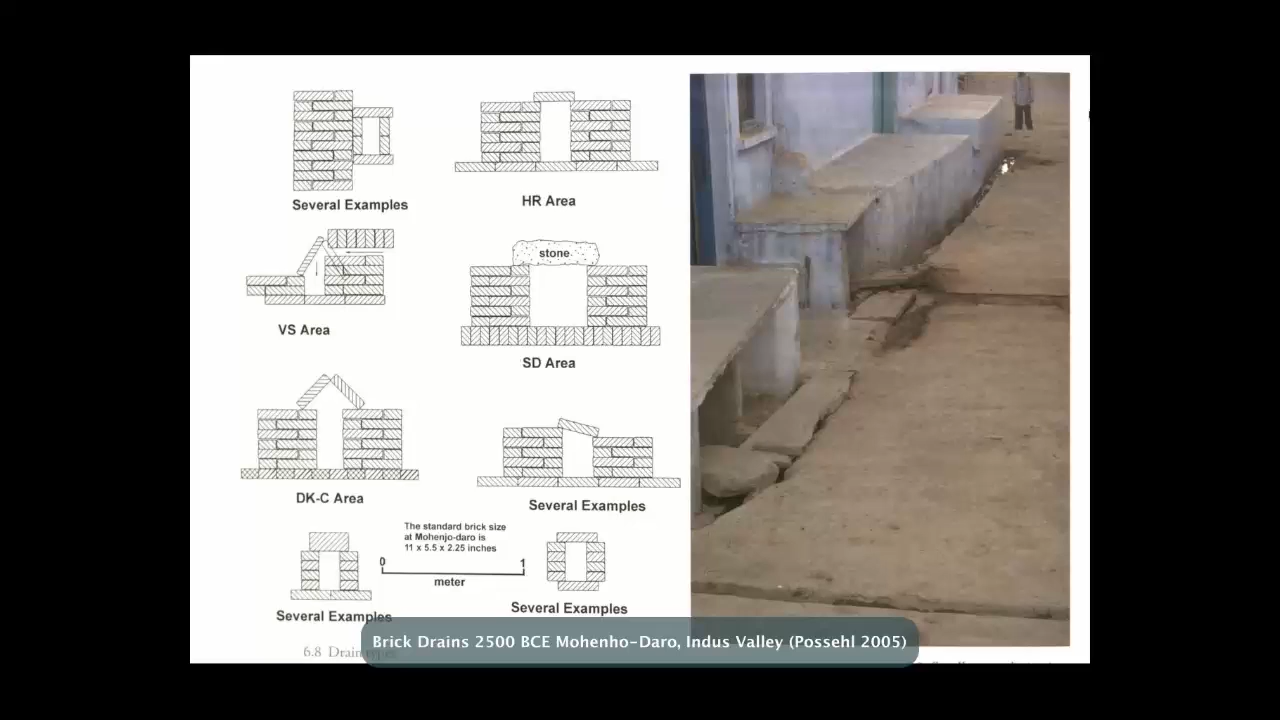 Several Examples
HR Area
VS Area
stone
SD Area
DK-C Area
Several Examples
The standard brick size
at Mohenjo-daro is
11 x 5.5 x 2.25 inches
0
1
meter
Several Examples
Several Examples
Brick Drains 2500 BCE Mohenho-Daro, Indus Valley (Possehl 2005)
6.8 Drain types